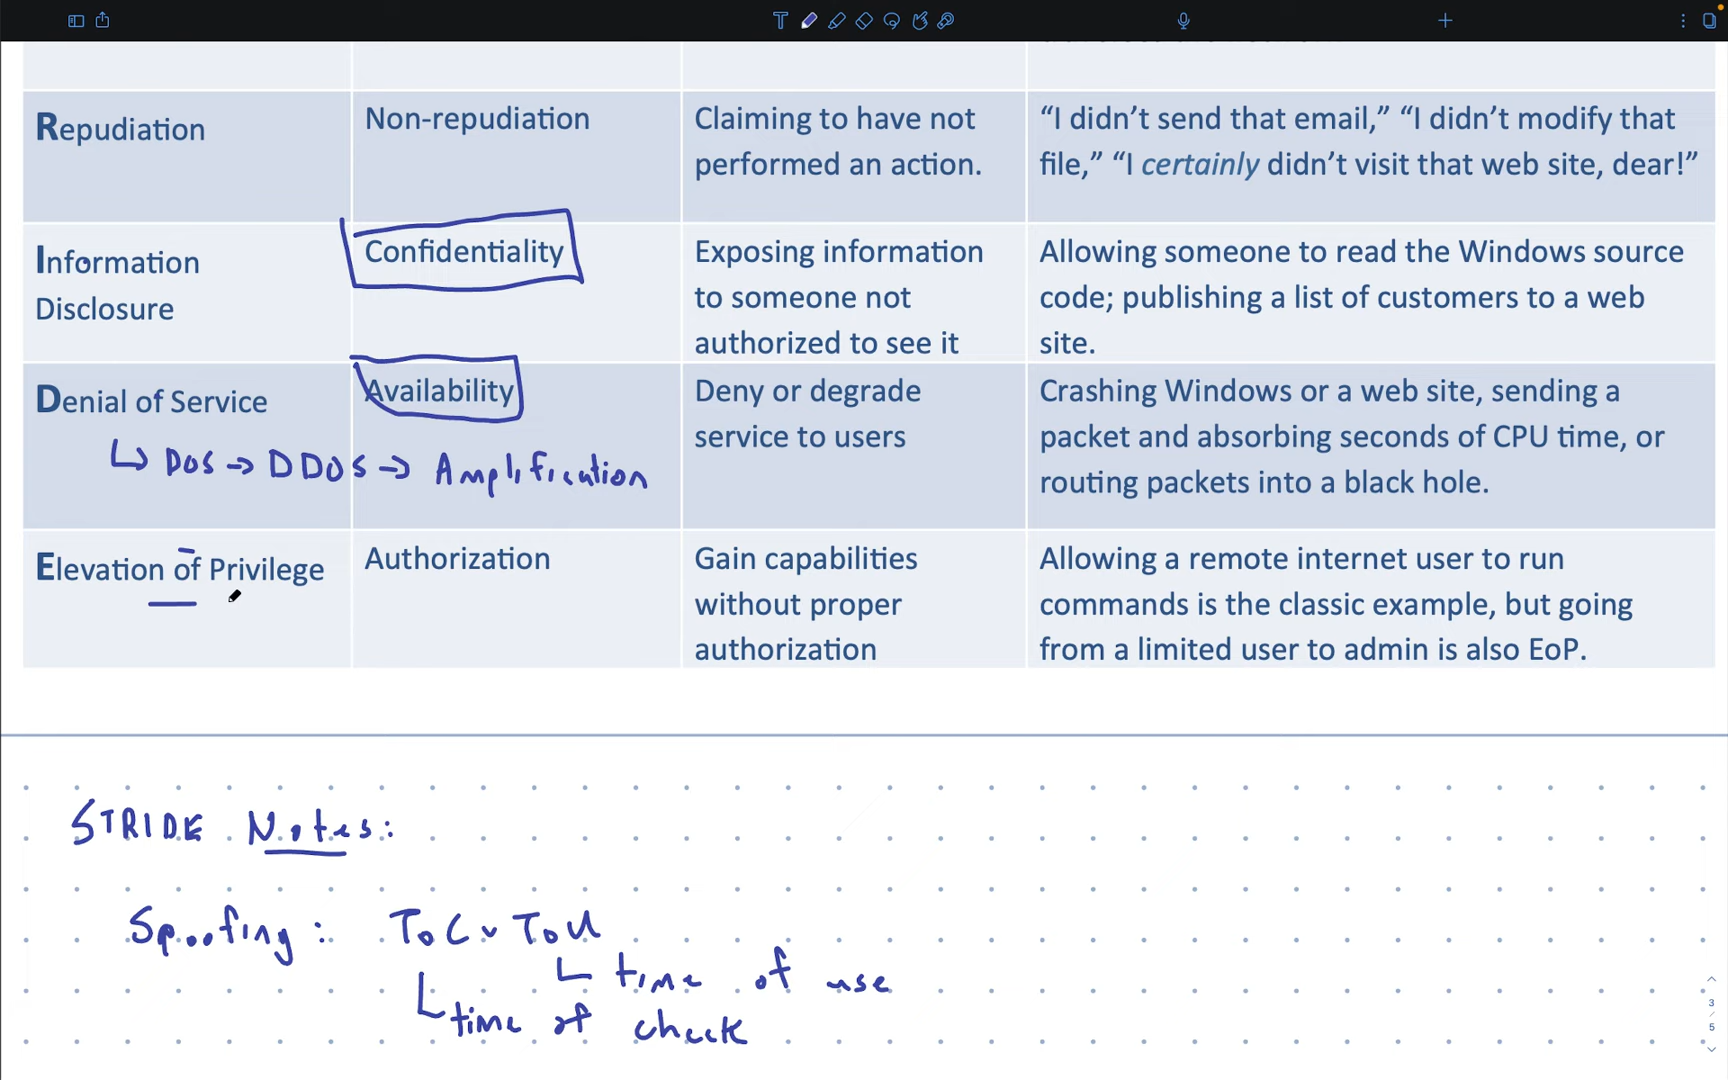 Repudiation
Non-repudiation
Claiming to have not
performed an action.
“I didn’t send that email,” “I didn’t modify that
file,” “I certainly didn’t visit that web site, dear!”
Information
Disclosure
Confidentiality
Exposing information
to someone not
authorized to see it
Allowing someone to read the Windows source
code; publishing a list of customers to a web
site.
Denial of Service
Availability
Deny or degrade
service to users
Crashing Windows or a web site, sending a
packet and absorbing seconds of CPU time, or
routing packets into a black hole.
↳ DoS → DDOS → Amplification
Elevation of Privilege
Authorization
Gain capabilities
without proper
authorization
Allowing a remote internet user to run
commands is the classic example, but going
from a limited user to admin is also EoP.
STRIDE Notes:
Spoofing: ToC v ToU
time of use
time of check
3
/
5